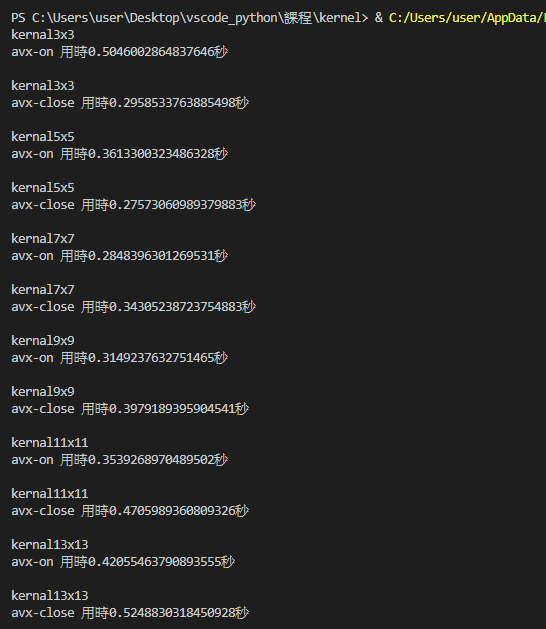 PS C:\Users\user\Desktop\vscode_python\課程\kernel> & C:/Users/user/AppData/
kernal3x3
avx-on 用時0.5046002864837646秒
kernal3x3
avx-close 用時0.2958533763885498秒
kernal5x5
avx-on 用時0.3613300323486328秒
kernal5x5
avx-close 用時0.27573060989379883秒
kernal7x7
avx-on 用時0.2848396301269531秒
kernal7x7
avx-close 用時0.34305238723754883秒
kernal9x9
avx-on 用時0.3149237632751465秒
kernal9x9
avx-close 用時0.3979189395904541秒
kernal11x11
avx-on 用時0.3539268970489502秒
kernal11x11
avx-close 用時0.4705989360809326秒
kernal13x13
avx-on 用時0.42055463790893555秒
kernal13x13
avx-close 用時0.5248830318450928秒